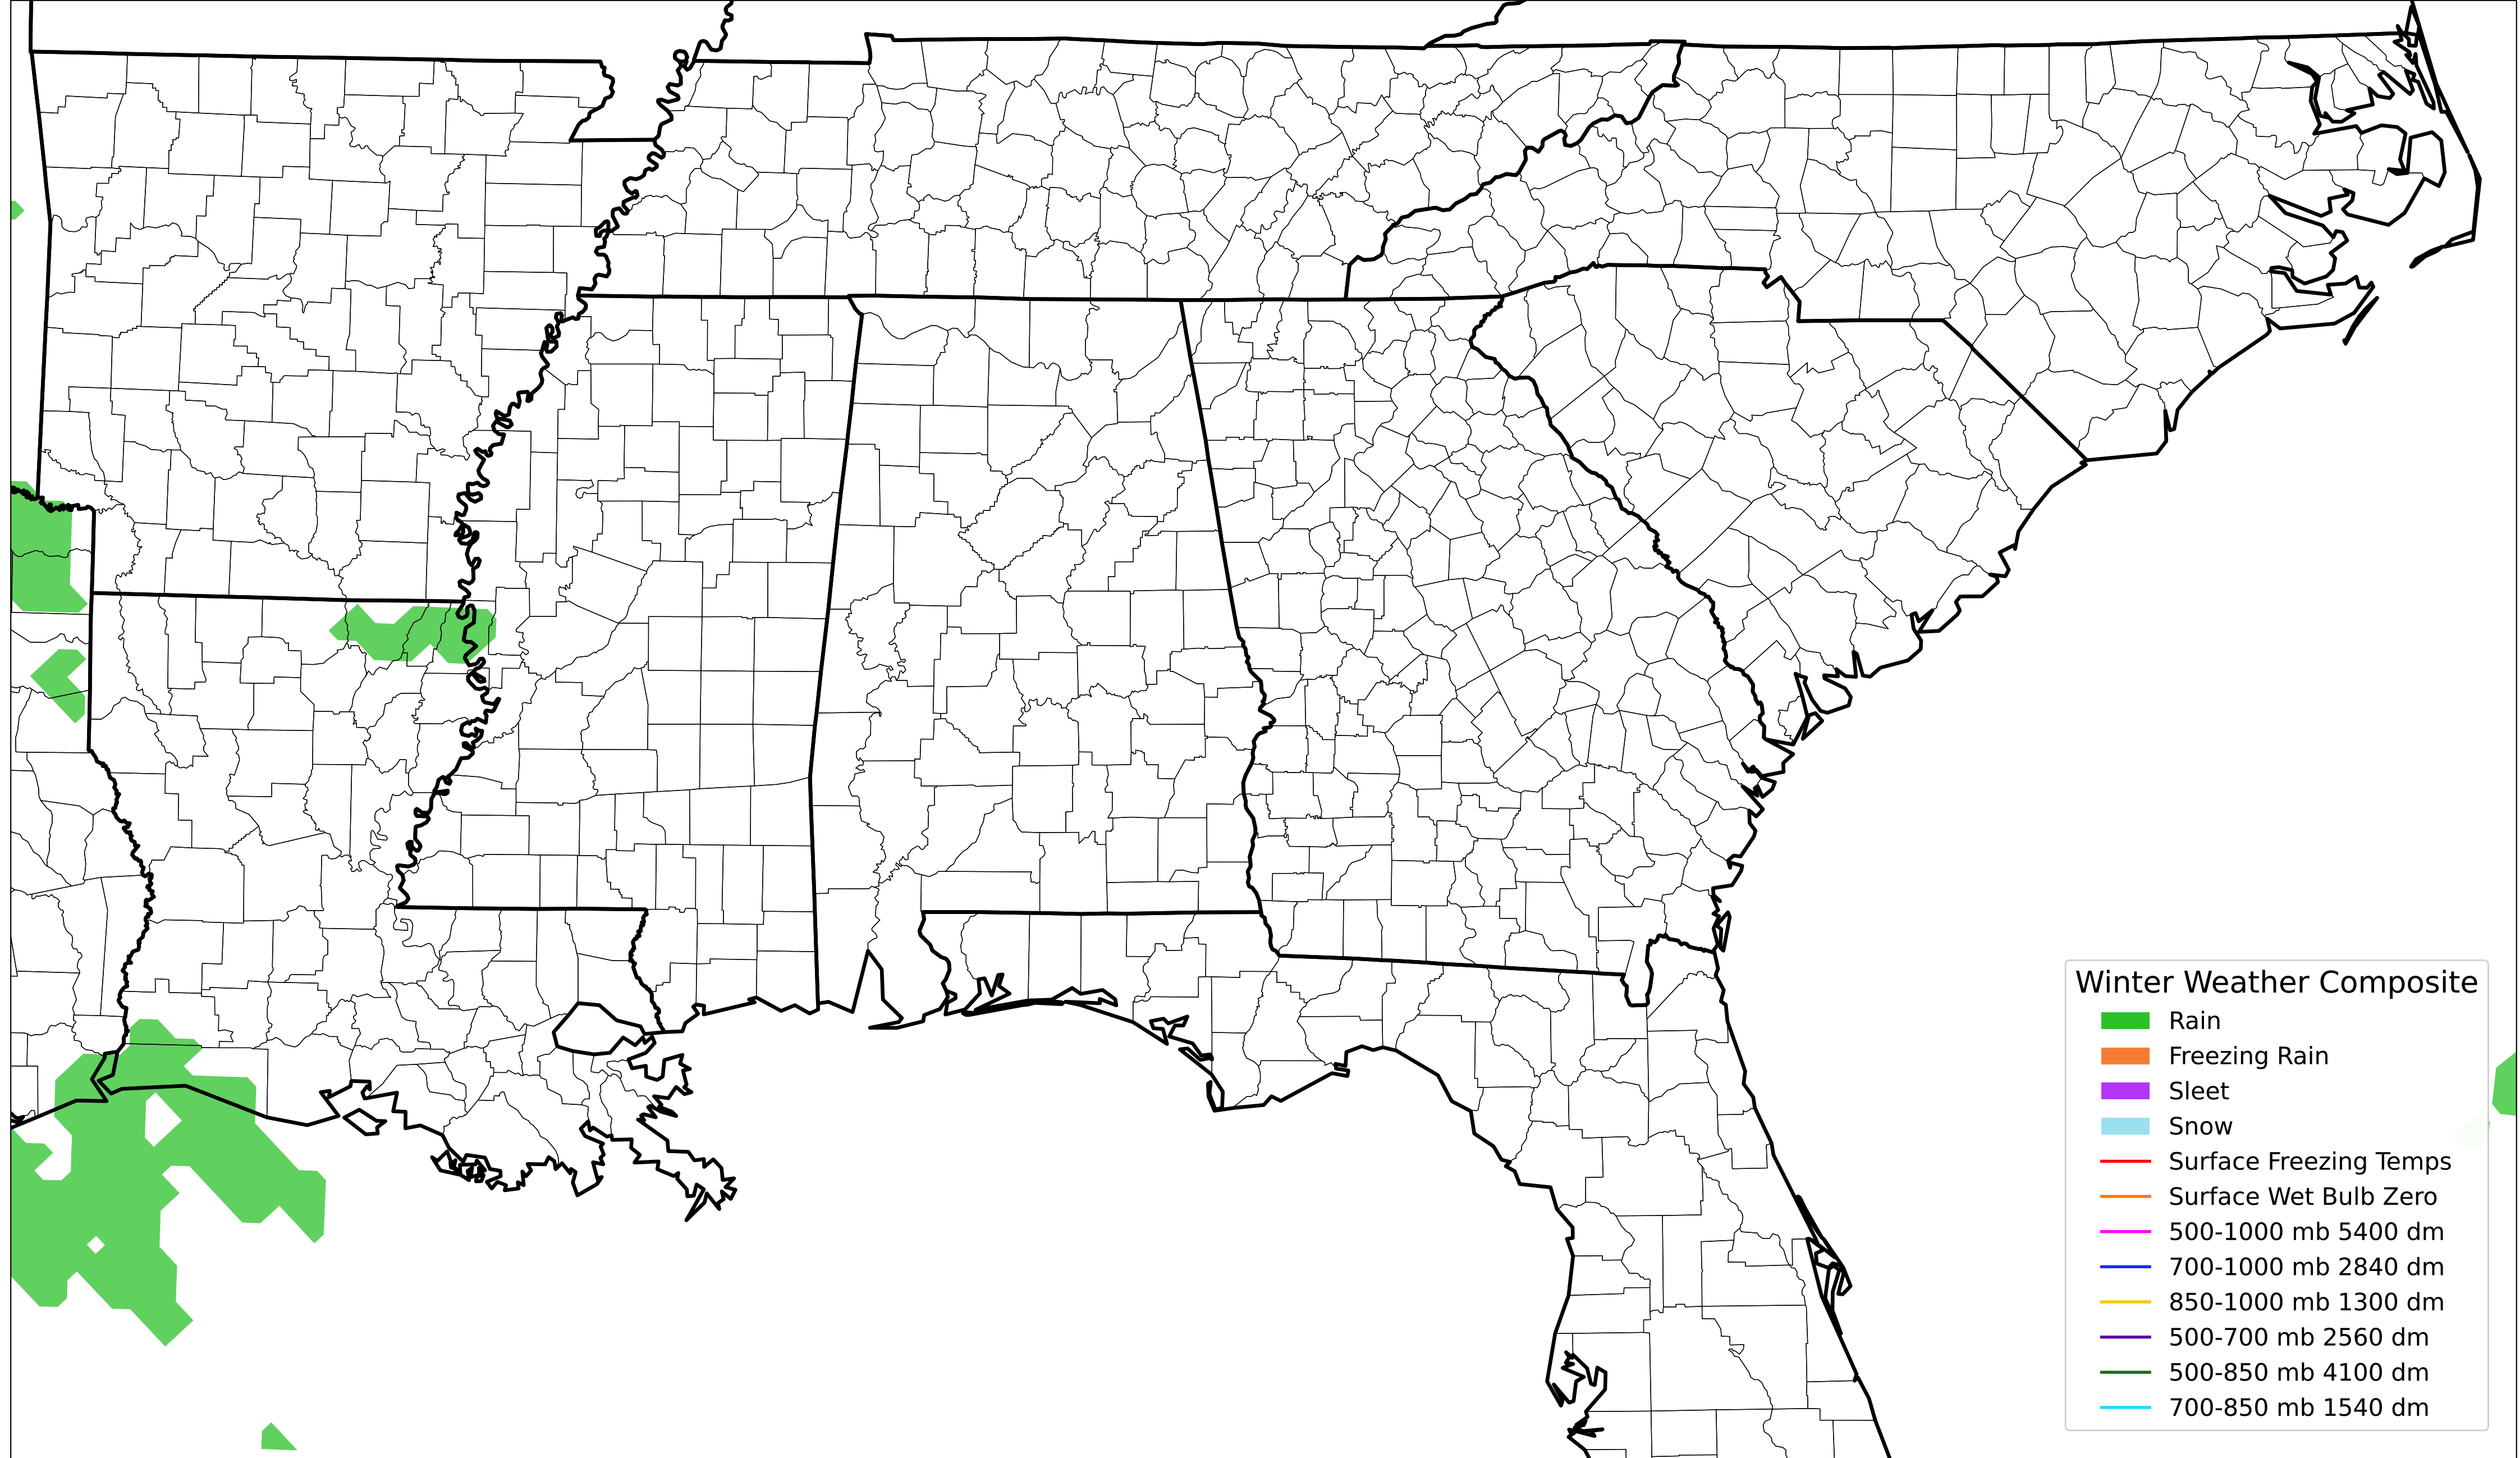 Winter Weather Composite
Rain
Freezing Rain
Sleet
Snow
Surface Freezing Temps
Surface Wet Bulb Zero
500-1000 mb 5400 dm
700-1000 mb 2840 dm
850-1000 mb 1300 dm
500-700 mb 2560 dm
500-850 mb 4100 dm
700-850 mb 1540 dm